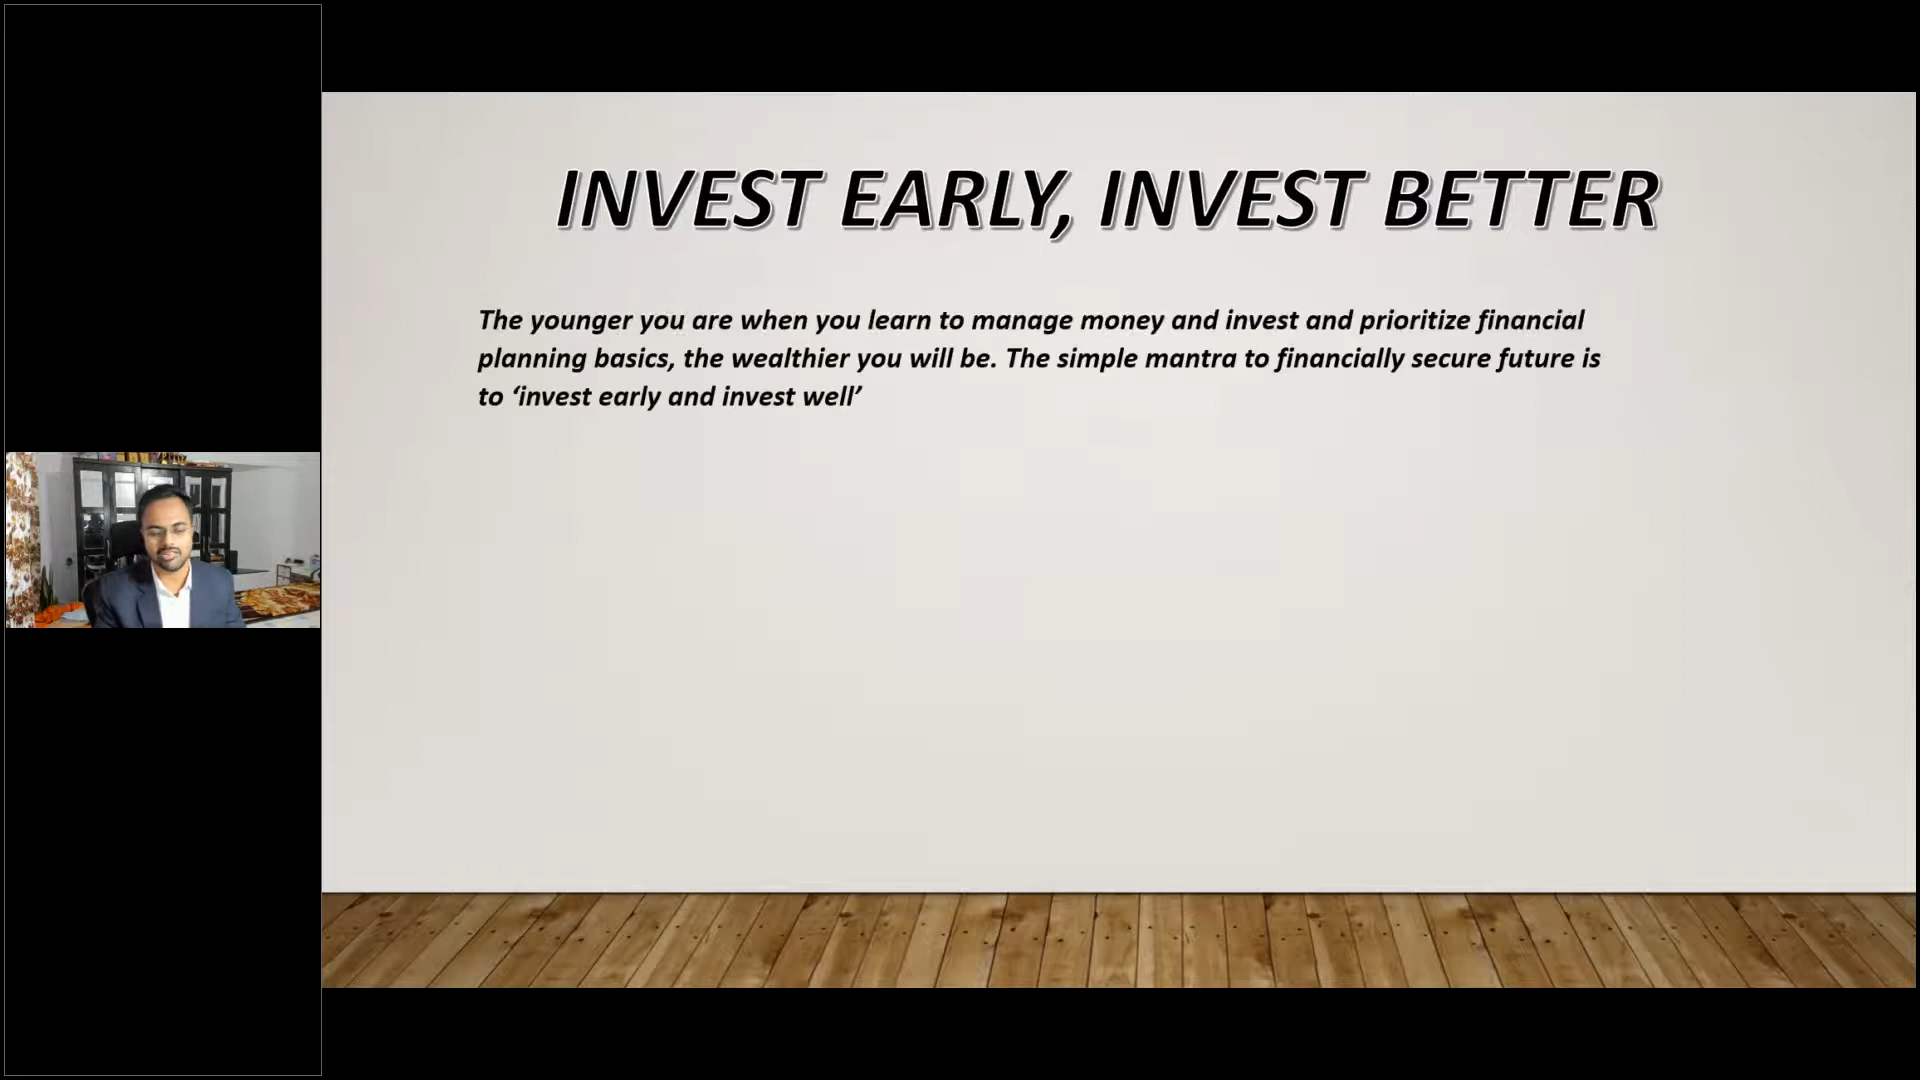 INVEST EARLY, INVEST BETTER
The younger you are when you learn to manage money and invest and prioritize financial
planning basics, the wealthier you will be. The simple mantra to financially secure future is
to ‘invest early and invest well’